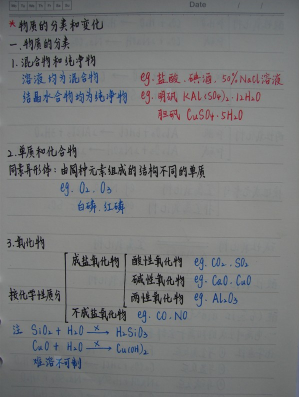 Date
*物质的分类和变化
一.物质的分类
1.混合物和纯净物
溶液均为混合物 eg.盐酸.碘酒.50%NaCl溶液
结晶水合物均为纯净物 eg.明矾 KAl(SO4)2·12H2O
胆矾 CuSO4·5H2O
2.单质和化合物
同素异形体:由同种元素组成的结构不同的单质
eg. O2. O3
白磷.红磷
3.氧化物
按化学性质分
成盐氧化物
酸性氧化物 eg. CO2. SO2
碱性氧化物 eg. CaO. CuO
两性氧化物 eg. Al2O3
不成盐氧化物 eg. CO. NO
注 SiO2 + H2O —x→ H2SiO3
CuO + H2O —x→ Cu(OH)2
难溶不可制